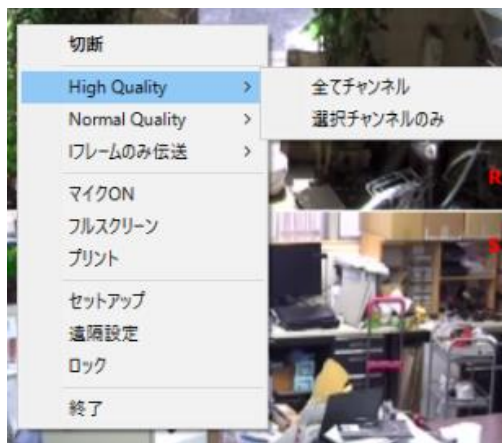 切断
High Quality
全てチャンネル
選択チャンネルのみ
Normal Quality
Iフレームのみ伝送
マイクON
フルスクリーン
プリント
セットアップ
遠隔設定
ロック
終了
R